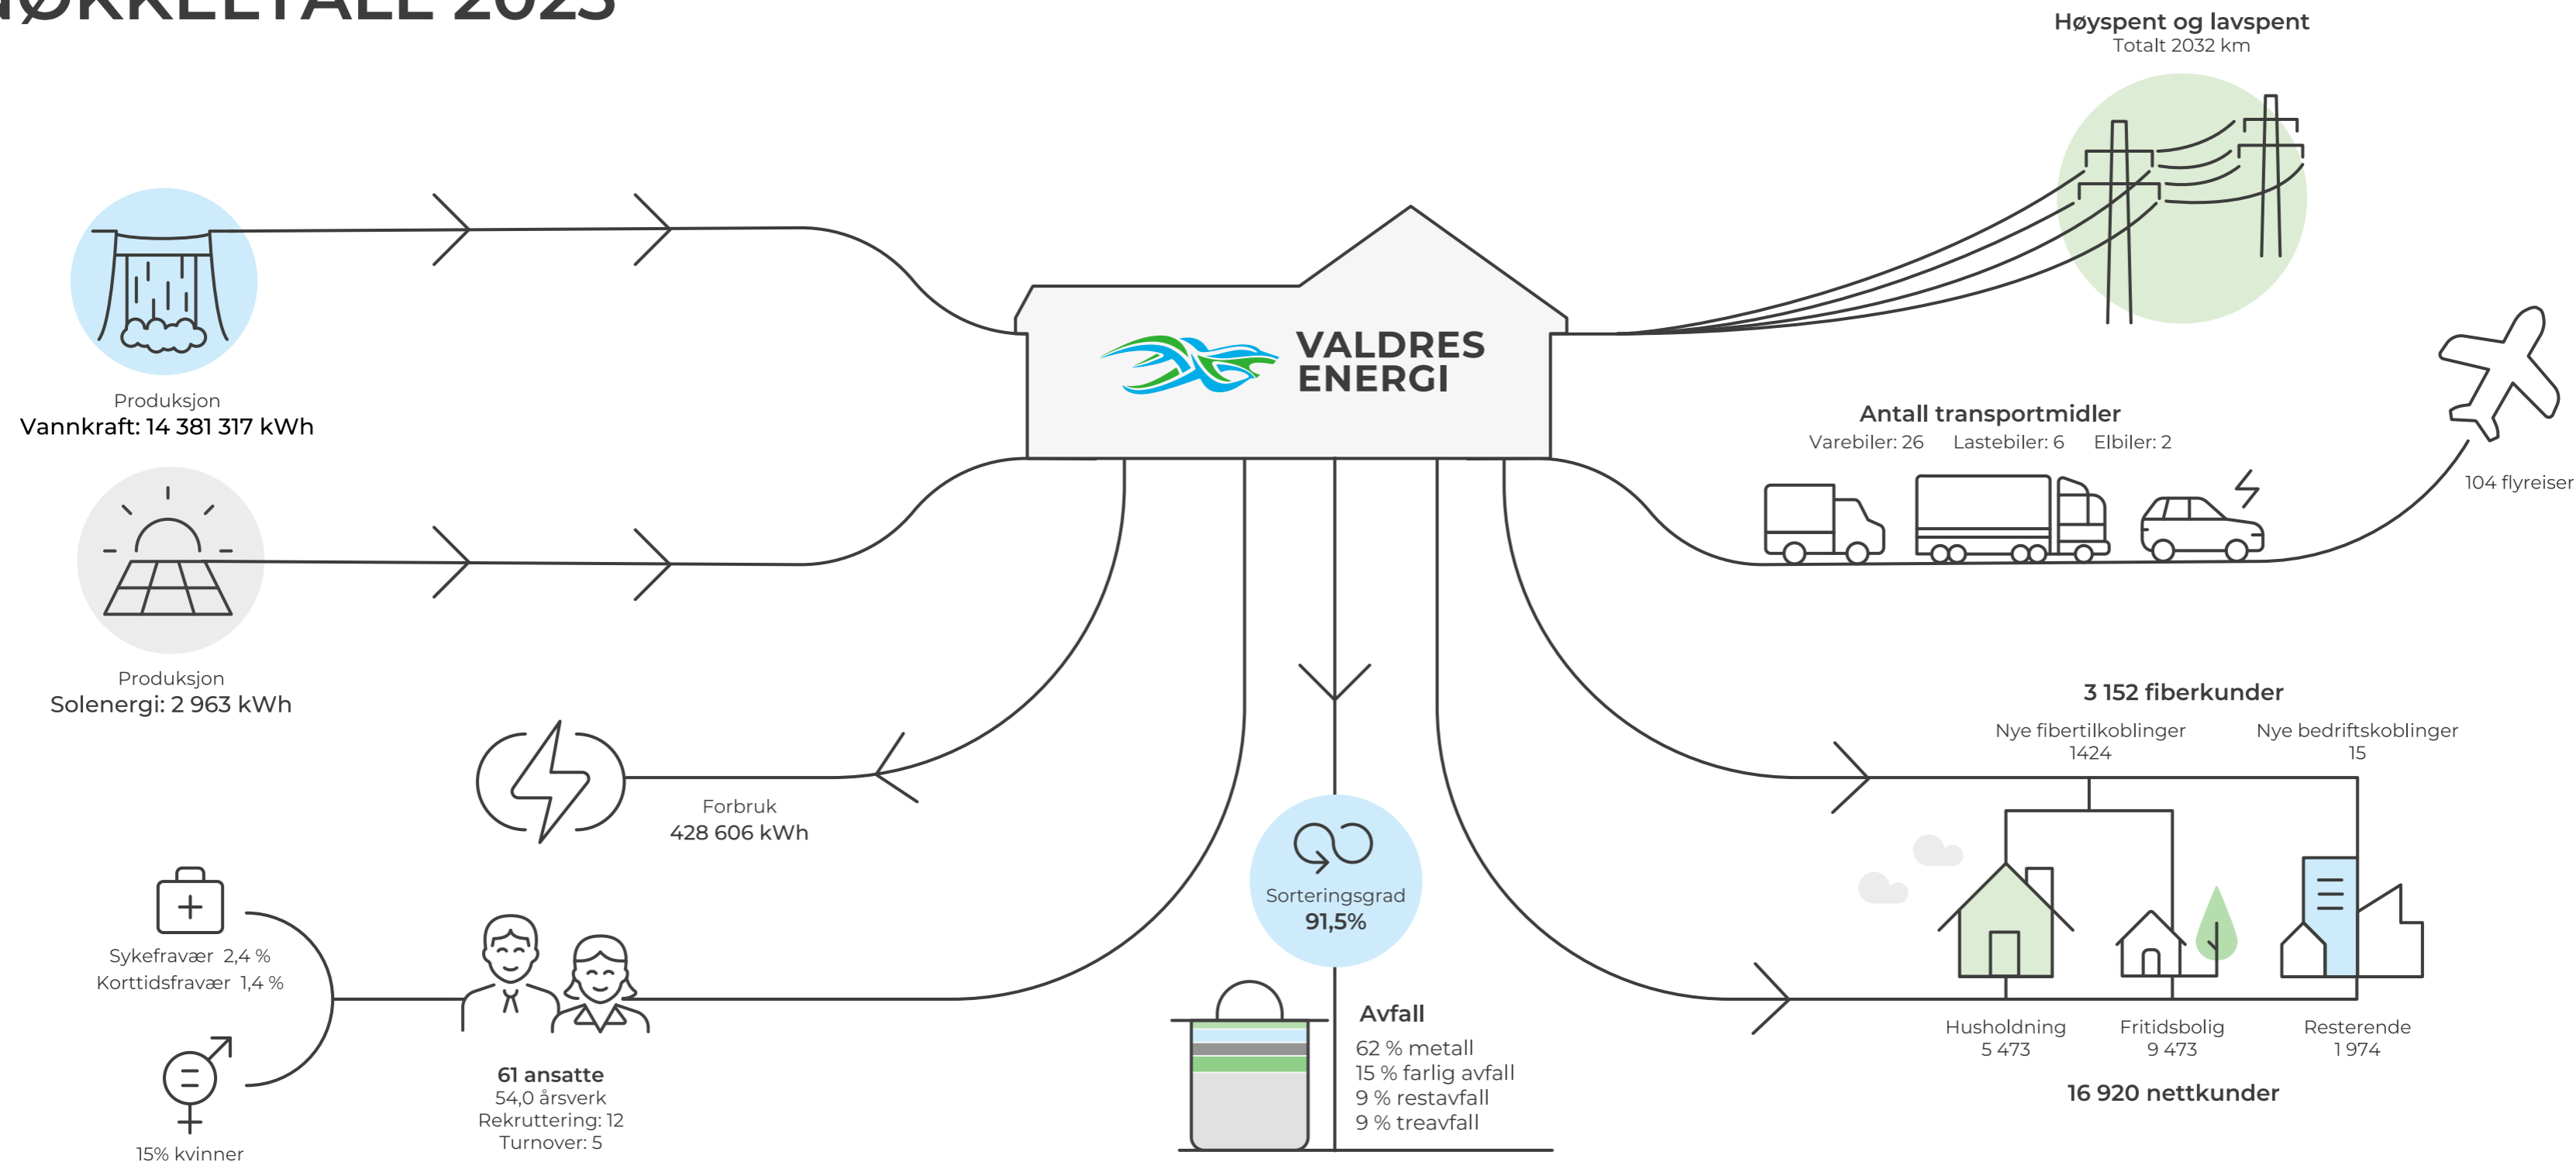 NØKKELTALL 2023
Høyspent og lavspent
Totalt 2032 km
Produksjon
Vannkraft: 14 381 317 kWh
VALDRES
ENERGI
Antall transportmidler
Varebiler: 26 Lastebiler: 6 Elbiler: 2
104 flyreiser
Produksjon
Solenergi: 2 963 kWh
Forbruk
428 606 kWh
3 152 fiberkunder
Nye fibertilkoblinger
1424
Nye bedriftskoblinger
15
Sykefravær 2,4 %
Korttidsfravær 1,4 %
15% kvinner
61 ansatte
54,0 årsverk
Rekruttering: 12
Turnover: 5
Sorteringsgrad
91,5%
Avfall
62 % metall
15 % farlig avfall
9 % restavfall
9 % treavfall
Husholdning
5 473
Fritidsbolig
9 473
Resterende
1 974
16 920 nettkunder